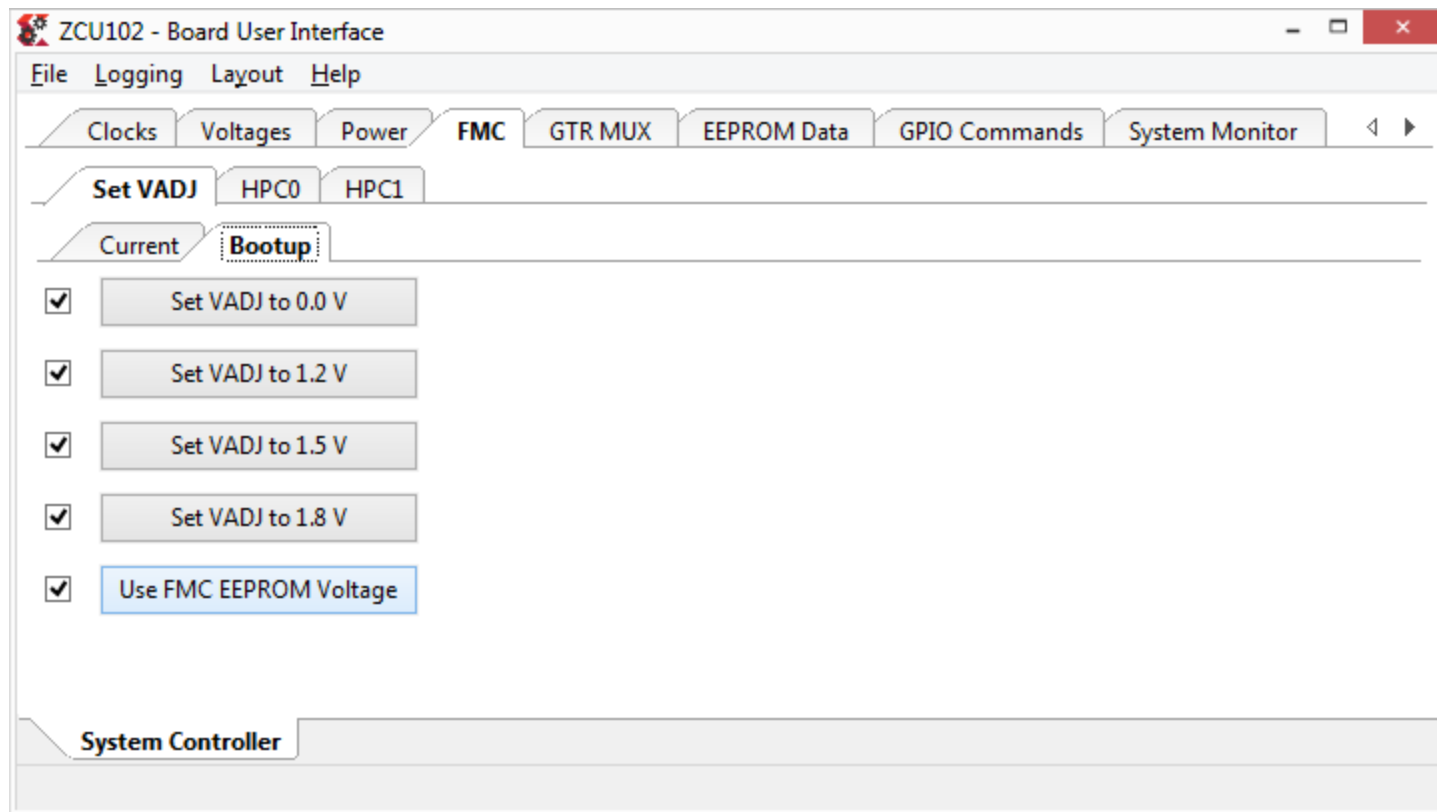 ZCU102 - Board User Interface
File Logging Layout Help
Clocks Voltages Power FMC GTR MUX EEPROM Data GPIO Commands System Monitor
Set VADJ HPC0 HPC1
Current Bootup
Set VADJ to 0.0 V
Set VADJ to 1.2 V
Set VADJ to 1.5 V
Set VADJ to 1.8 V
Use FMC EEPROM Voltage
System Controller